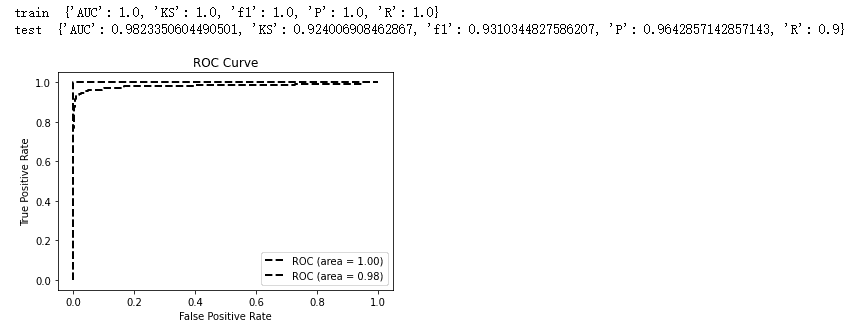 train {'AUC': 1.0, 'KS': 1.0, 'f1': 1.0, 'P': 1.0, 'R': 1.0}
test {'AUC': 0.9823350604490501, 'KS': 0.924006908462867, 'f1': 0.9310344827586207, 'P': 0.9642857142857143, 'R': 0.9}
ROC Curve
True Positive Rate
1.0
0.8
0.6
0.4
0.2
0.0
ROC (area = 1.00)
ROC (area = 0.98)
0.0 0.2 0.4 0.6 0.8 1.0
False Positive Rate